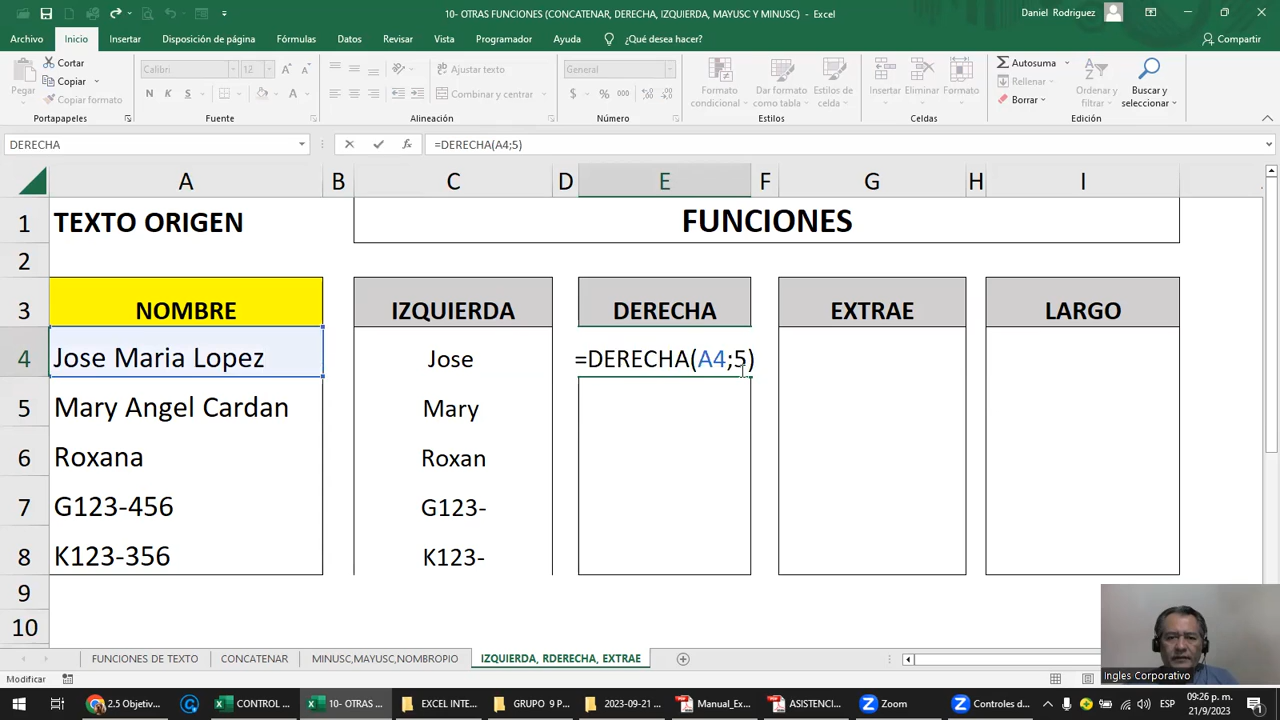 10- OTRAS FUNCIONES (CONCATENAR, DERECHA, IZQUIERDA, MAYUSC Y MINUSC) - Excel
Daniel Rodriguez
Archivo
Inicio
Insertar
Disposición de página
Fórmulas
Datos
Revisar
Vista
Programador
Ayuda
¿Qué desea hacer?
Compartir
Pegar
Cortar
Copiar
Copiar formato
Portapapeles
Calibri
12
N K S
Fuente
Ajustar texto
Combinar y centrar
Alineación
General
$ % 000
Número
Formato condicional
Dar formato como tabla
Estilos de celda
Estilos
Insertar
Eliminar
Formato
Celdas
Autosuma
Rellenar
Borrar
Ordenar y filtrar
Buscar y seleccionar
Edición
DERECHA
fx
=DERECHA(A4;5)
A B C D E F G H I
1 TEXTO ORIGEN FUNCIONES
2
3 NOMBRE IZQUIERDA DERECHA EXTRAE LARGO
4 Jose Maria Lopez Jose =DERECHA(A4;5)
5 Mary Angel Cardan Mary
6 Roxana Roxan
7 G123-456 G123-
8 K123-356 K123-
9
10
Ingles Corporativo
FUNCIONES DE TEXTO
CONCATENAR
MINUSC,MAYUSC,NOMBROPIO
IZQUIERDA, RDERECHA, EXTRAE
Modificar
2.5 Objetiv...
CONTROL ...
10- OTRAS ...
EXCEL INTE...
GRUPO 9 P...
2023-09-21 ...
Manual_Ex...
ASISTENCI...
Zoom
Controles d...
ESP
09:26 p. m.
21/9/2023